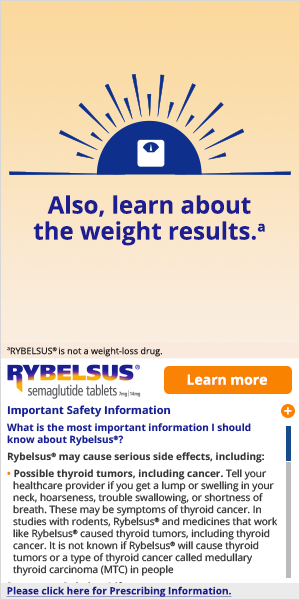 Also, learn about
the weight results.ª
ªRYBELSUS® is not a weight-loss drug.
RYBELSUS®
semaglutide tablets 7mg | 14mg
Learn more
Important Safety Information
What is the most important information I should
know about Rybelsus®?
Rybelsus® may cause serious side effects, including:
• Possible thyroid tumors, including cancer. Tell your
healthcare provider if you get a lump or swelling in your
neck, hoarseness, trouble swallowing, or shortness of
breath. These may be symptoms of thyroid cancer. In
studies with rodents, Rybelsus® and medicines that work
like Rybelsus® caused thyroid tumors, including thyroid
cancer. It is not known if Rybelsus® will cause thyroid
tumors or a type of thyroid cancer called medullary
thyroid carcinoma (MTC) in people
Please click here for Prescribing Information.